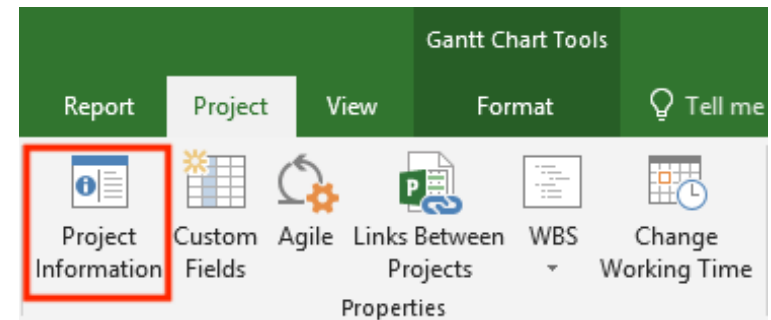 Gantt Chart Tools
Report Project View Format Tell me
Project Custom Agile Links Between WBS Change
Information Fields Projects Working Time
Properties